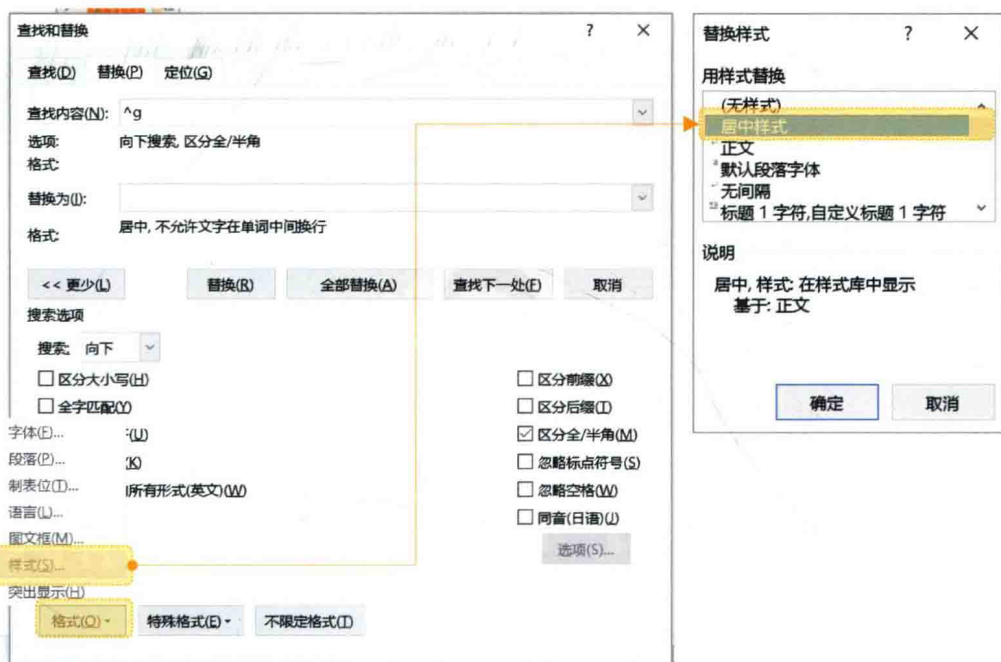 查找和替换
?
×
查找(D) 替换(P) 定位(G)
查找内容(N): ^g
选项: 向下搜索, 区分全/半角
格式:
替换为(I):
格式: 居中, 不允许文字在单词中间换行
<< 更少(L) 替换(R) 全部替换(A) 查找下一处(F) 取消
搜索选项
搜索: 向下
区分大小写(H) 区分前缀(X)
全字匹配(Y) 区分后缀(T)
字体(F)... (U) 区分全/半角(M)
段落(P)... (K) 忽略标点符号(S)
制表位(T)... 所有形式(英文)(W) 忽略空格(W)
语言(L)... 同音(日语)(J)
图文框(M)... 选项(S)...
样式(S)...
突出显示(H)
格式(O) 特殊格式(E) 不限定格式(T)
替换样式
?
×
用样式替换
(无样式)
居中样式
正文
默认段落字体
无间隔
标题 1 字符,自定义标题 1 字符
说明
居中, 样式: 在样式库中显示
基于: 正文
确定 取消